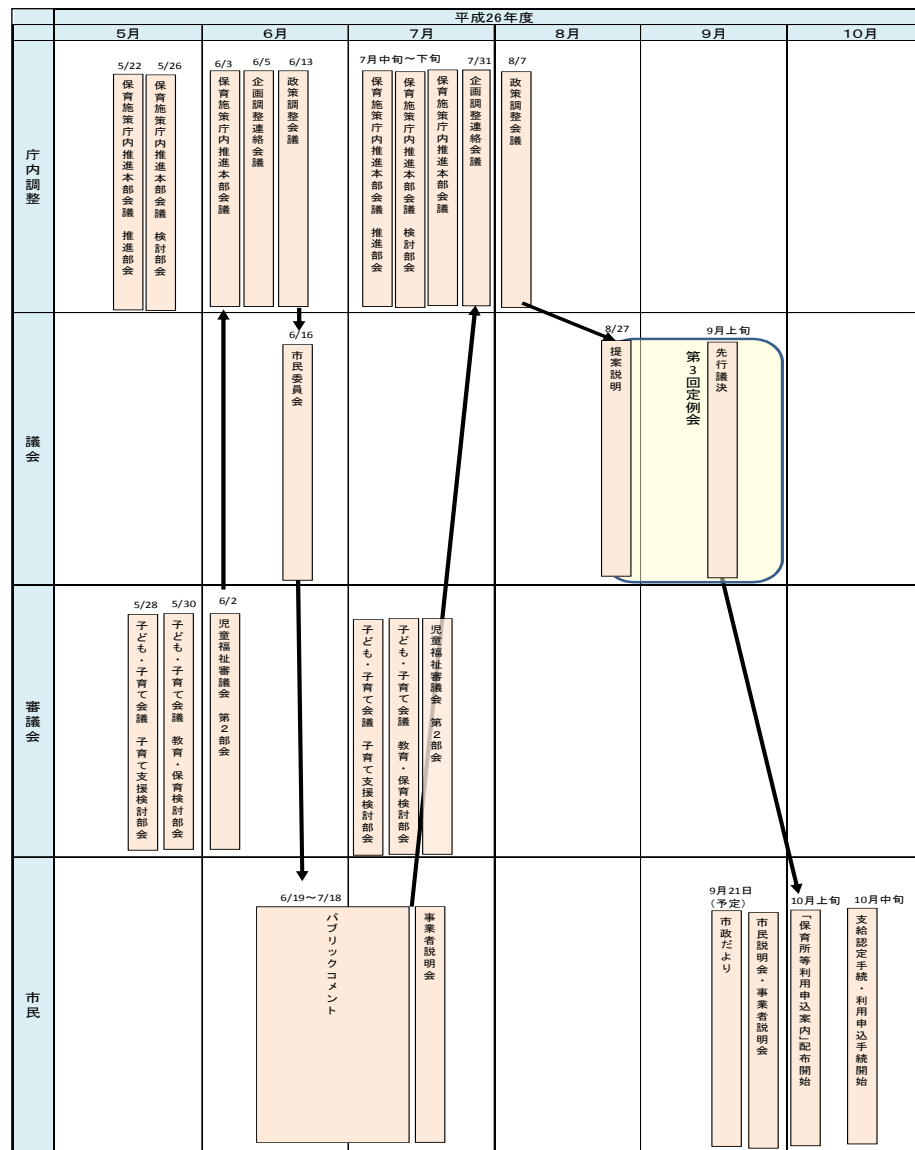 平成26年度
5月
6月
7月
8月
9月
10月
庁内調整
5/22
保育施策庁内推進本部会議 推進部会
5/26
保育施策庁内推進本部会議 検討部会
6/3
保育施策庁内推進本部会議
6/5
企画調整連絡会議
6/13
政策調整会議
7月中旬～下旬
保育施策庁内推進本部会議 推進部会
保育施策庁内推進本部会議 検討部会
保育施策庁内推進本部会議
7/31
企画調整連絡会議
8/7
政策調整会議
議会
6/16
市民委員会
8/27
提案説明
第3回定例会
9月上旬
先行議決
審議会
5/28
子ども・子育て会議 子育て支援検討部会
5/30
子ども・子育て会議 教育・保育検討部会
6/2
児童福祉審議会 第2部会
子ども・子育て会議 子育て支援検討部会
子ども・子育て会議 教育・保育検討部会
児童福祉審議会 第2部会
市民
6/19～7/18
パブリックコメント
事業者説明会
9月21日
(予定)
市政だより
市民説明会・事業者説明会
10月上旬
「保育所等利用申込案内」配布開始
10月中旬
支給認定手続・利用申込手続開始